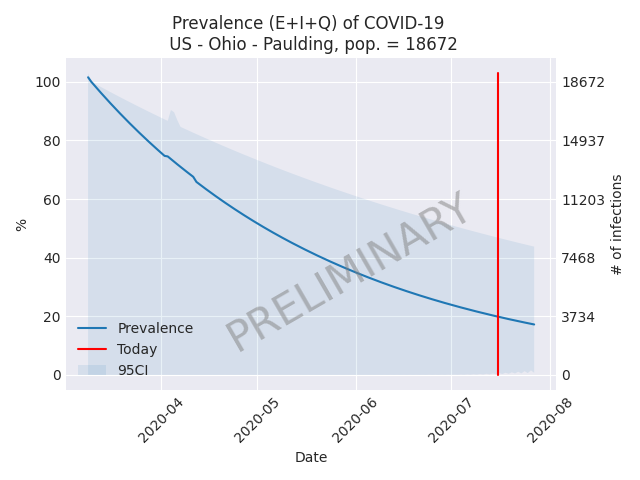 Prevalence (E+I+Q) of COVID-19
US - Ohio - Paulding, pop. = 18672
100
80
60
40
20
0
%
18672
14937
11203
7468
3734
0
# of infections
PRELIMINARY
Prevalence
Today
95CI
2020-04
2020-05
2020-06
2020-07
2020-08
Date